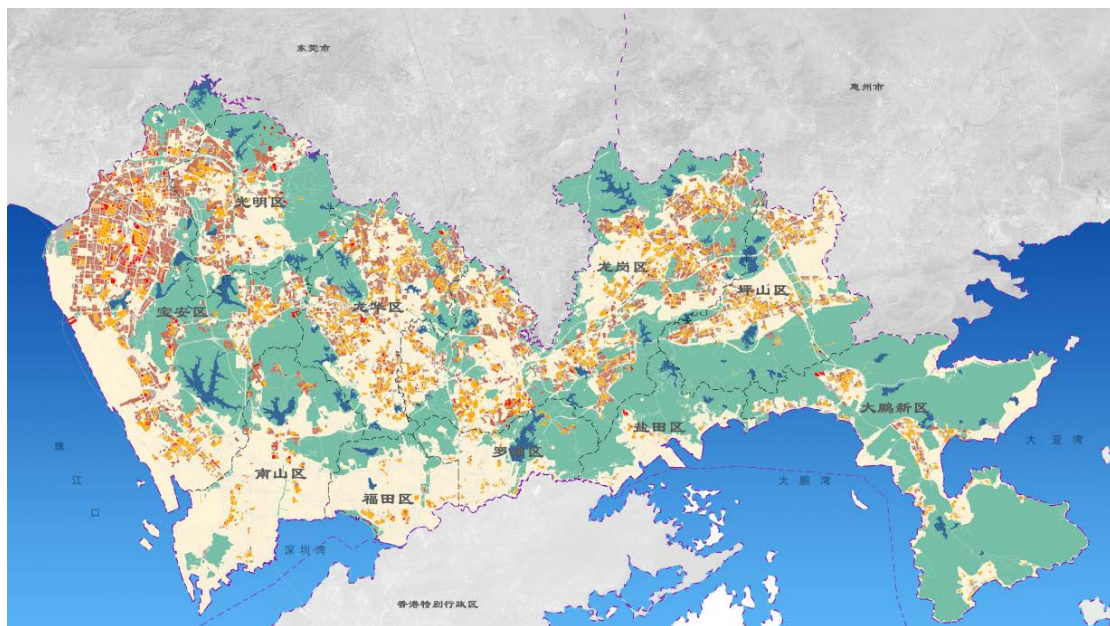 东莞市
惠州市
光明区
龙岗区
坪山区
宝安区
龙华区
大鹏新区
盐田区
大 亚 湾
珠
江
口
罗湖区
南山区
大 鹏 湾
福田区
深 圳 湾
香港特别行政区